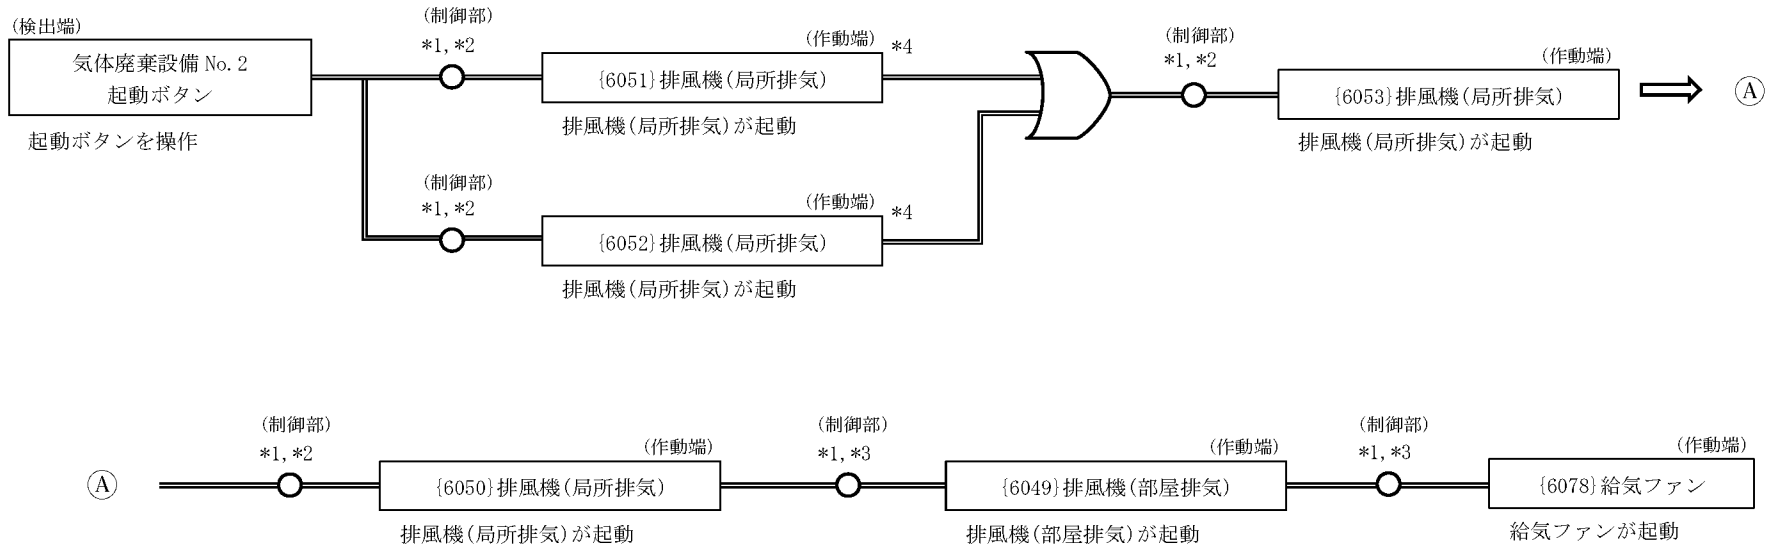 (検出端)
気体廃棄設備 No. 2
起動ボタン
起動ボタンを操作
(制御部)
*1, *2
(作動端)
*4
{6051}排風機(局所排気)
排風機(局所排気)が起動
(制御部)
*1, *2
(作動端)
*4
{6052}排風機(局所排気)
排風機(局所排気)が起動
(制御部)
*1, *2
(作動端)
{6053}排風機(局所排気)
排風機(局所排気)が起動
Ⓐ
Ⓐ
(制御部)
*1, *2
(作動端)
{6050}排風機(局所排気)
排風機(局所排気)が起動
(制御部)
*1, *3
(作動端)
{6049}排風機(部屋排気)
排風機(部屋排気)が起動
(制御部)
*1, *3
(作動端)
{6078}給気ファン
給気ファンが起動